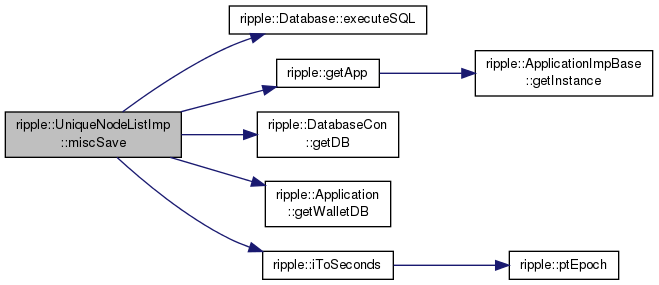 ripple::Database::executeSQL
ripple::getApp
ripple::ApplicationImpBase
::getInstance
ripple::UniqueNodeListImp
::miscSave
ripple::DatabaseCon
::getDB
ripple::Application
::getWalletDB
ripple::iToSeconds
ripple::ptEpoch